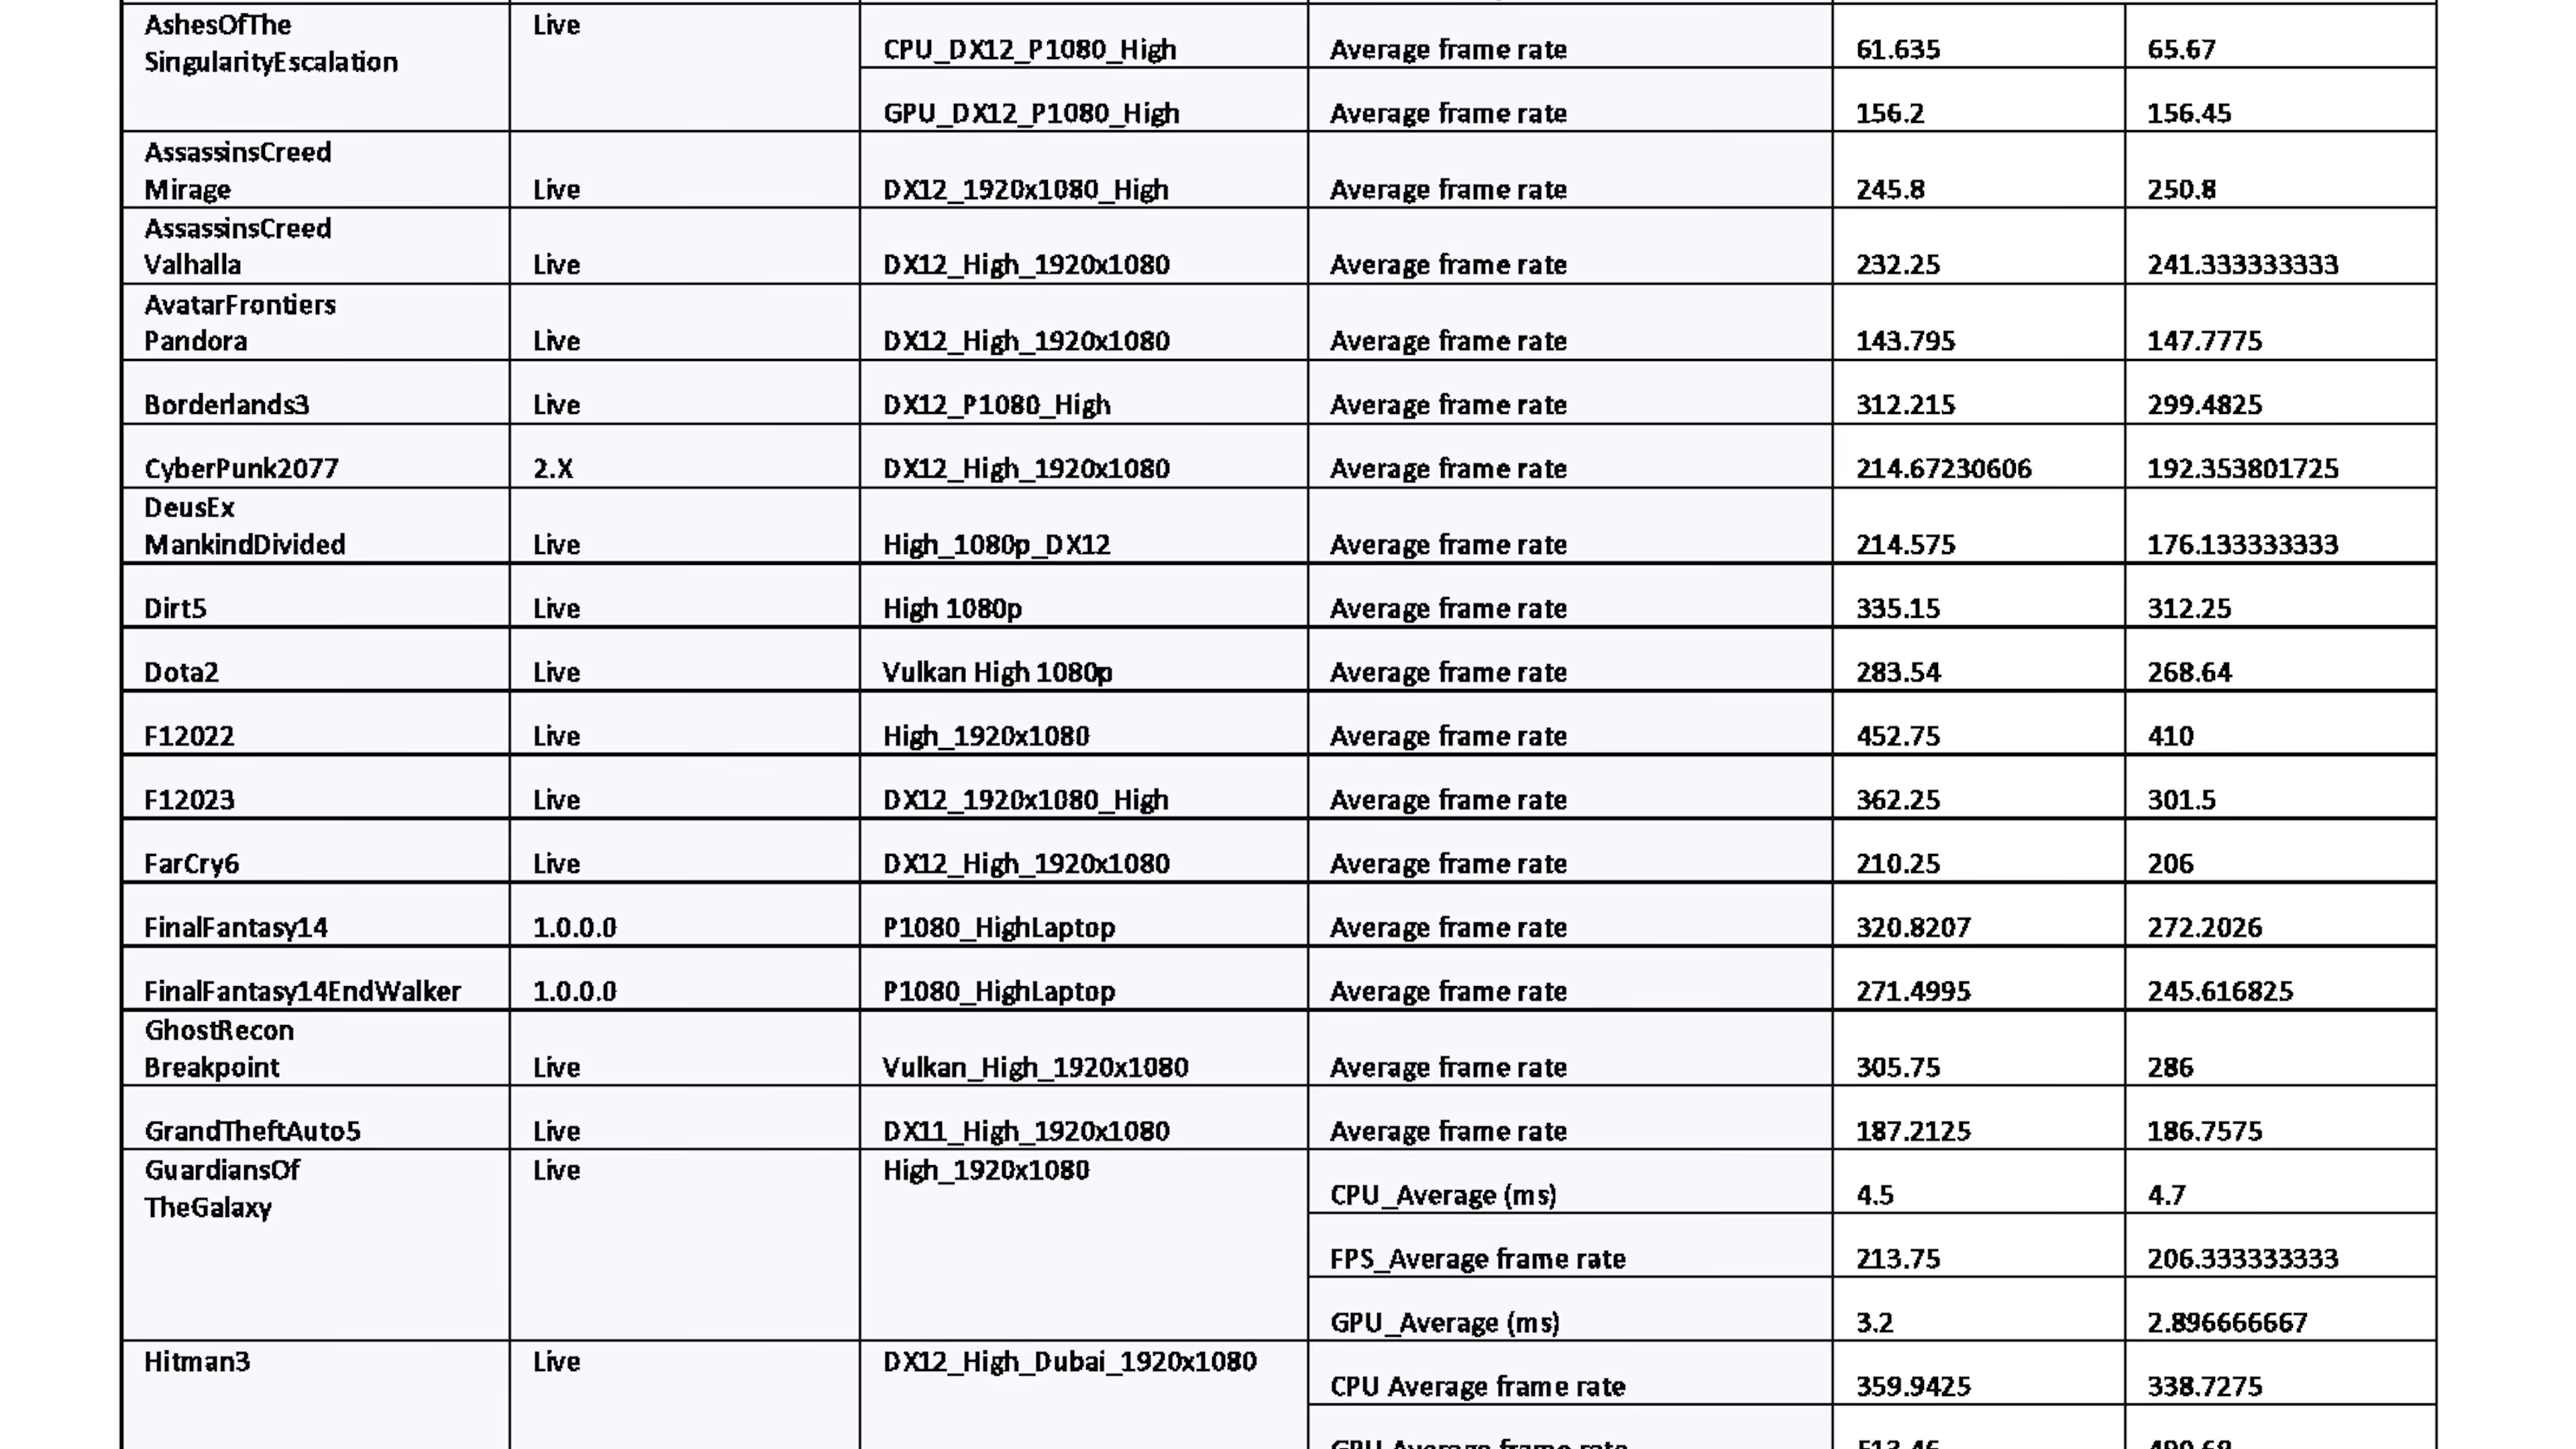 AshesOfThe
SingularityEscalation
Live
CPU_DX12_P1080_High
Average frame rate
61.635
65.67
GPU_DX12_P1080_High
Average frame rate
156.2
156.45
AssassinsCreed
Mirage
Live
DX12_1920x1080_High
Average frame rate
245.8
250.8
AssassinsCreed
Valhalla
Live
DX12_High_1920x1080
Average frame rate
232.25
241.333333333
AvatarFrontiers
Pandora
Live
DX12_High_1920x1080
Average frame rate
143.795
147.7775
Borderlands3
Live
DX12_P1080_High
Average frame rate
312.215
299.4825
CyberPunk2077
2.X
DX12_High_1920x1080
Average frame rate
214.67230606
192.353801725
DeusEx
MankindDivided
Live
High_1080p_DX12
Average frame rate
214.575
176.133333333
Dirt5
Live
High 1080p
Average frame rate
335.15
312.25
Dota2
Live
Vulkan High 1080p
Average frame rate
283.54
268.64
F12022
Live
High_1920x1080
Average frame rate
452.75
410
F12023
Live
DX12_1920x1080_High
Average frame rate
362.25
301.5
FarCry6
Live
DX12_High_1920x1080
Average frame rate
210.25
206
FinalFantasy14
1.0.0.0
P1080_HighLaptop
Average frame rate
320.8207
272.2026
FinalFantasy14EndWalker
1.0.0.0
P1080_HighLaptop
Average frame rate
271.4995
245.616825
GhostRecon
Breakpoint
Live
Vulkan_High_1920x1080
Average frame rate
305.75
286
GrandTheftAuto5
Live
DX11_High_1920x1080
Average frame rate
187.2125
186.7575
GuardiansOf
TheGalaxy
Live
High_1920x1080
CPU_Average (ms)
4.5
4.7
FPS_Average frame rate
213.75
206.333333333
GPU_Average (ms)
3.2
2.896666667
Hitman3
Live
DX12_High_Dubai_1920x1080
CPU Average frame rate
359.9425
338.7275
GPU Average frame rate